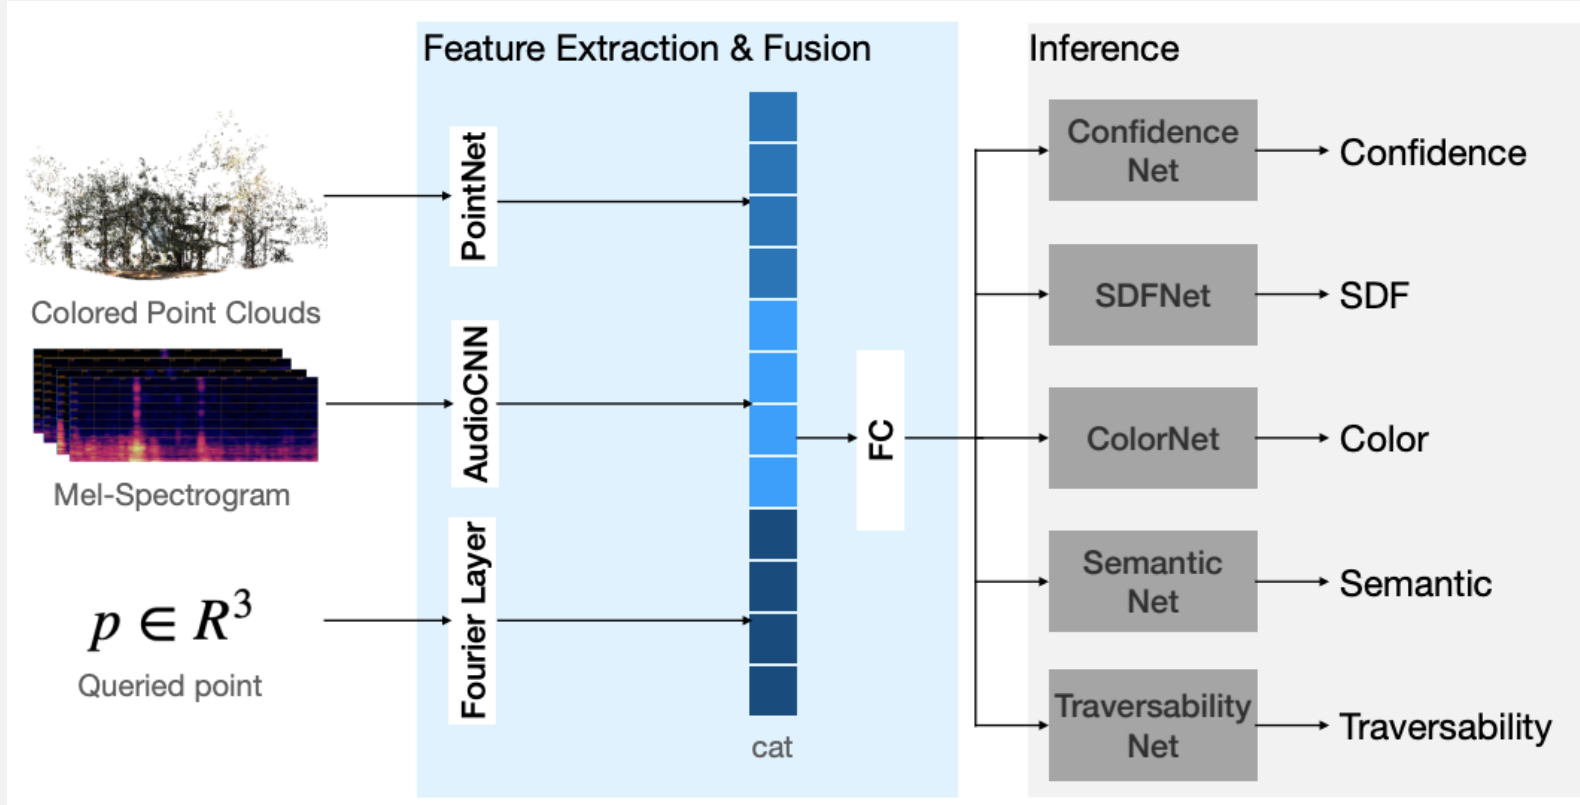 Feature Extraction & Fusion
Inference
Colored Point Clouds
Mel-Spectrogram
p ∈ R³
Queried point
PointNet
AudioCNN
Fourier Layer
cat
FC
Confidence
Net
Confidence
SDFNet
SDF
ColorNet
Color
Semantic
Net
Semantic
Traversability
Net
Traversability